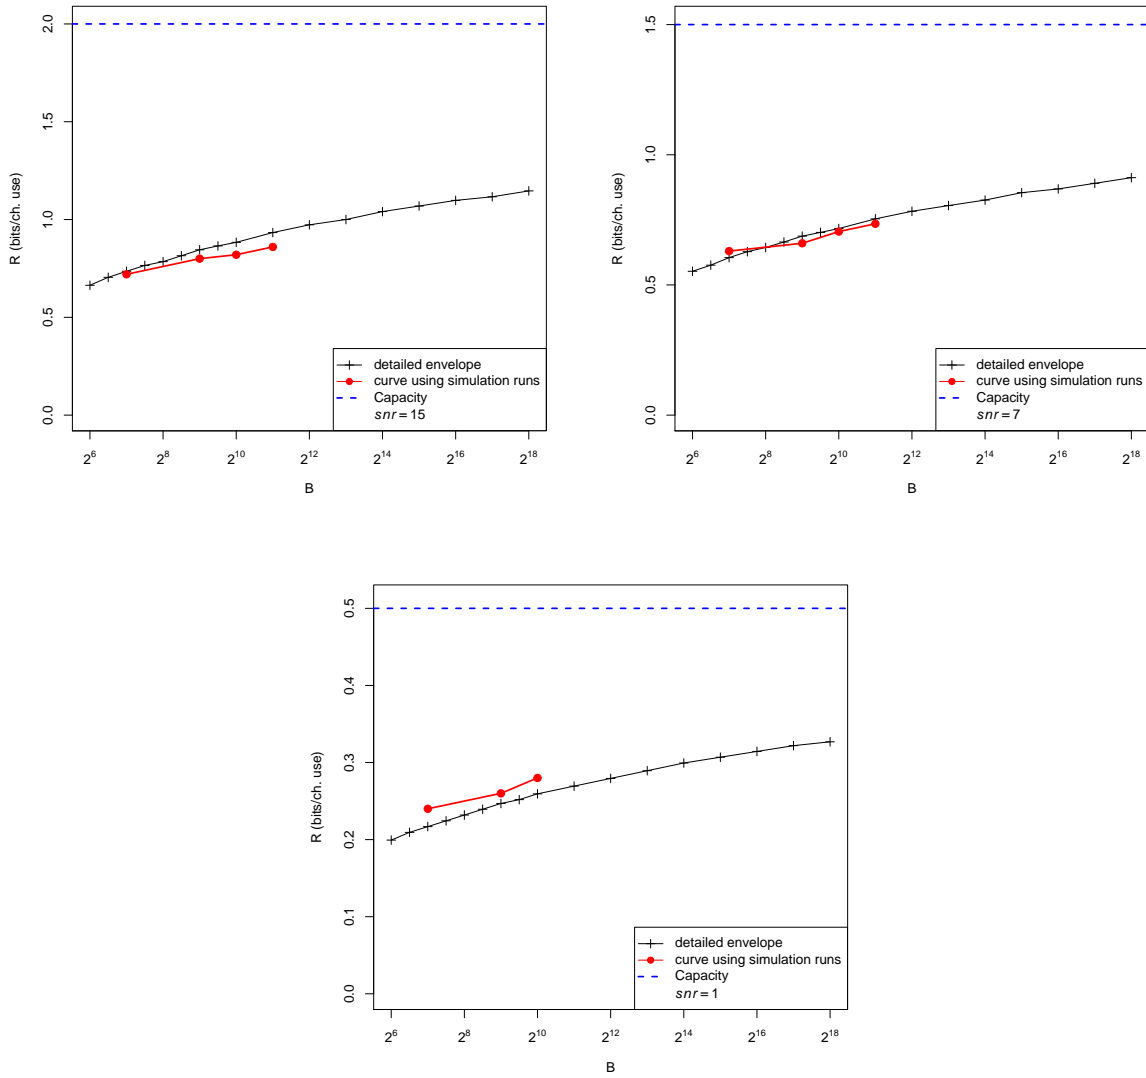 2.0
1.5
1.0
0.5
0.0
R (bits/ch. use)
2^6 2^8 2^10 2^12 2^14 2^16 2^18
B
detailed envelope
curve using simulation runs
Capacity
snr = 15
1.5
1.0
0.5
0.0
R (bits/ch. use)
2^6 2^8 2^10 2^12 2^14 2^16 2^18
B
detailed envelope
curve using simulation runs
Capacity
snr = 7
0.5
0.4
0.3
0.2
0.1
0.0
R (bits/ch. use)
2^6 2^8 2^10 2^12 2^14 2^16 2^18
B
detailed envelope
curve using simulation runs
Capacity
snr = 1